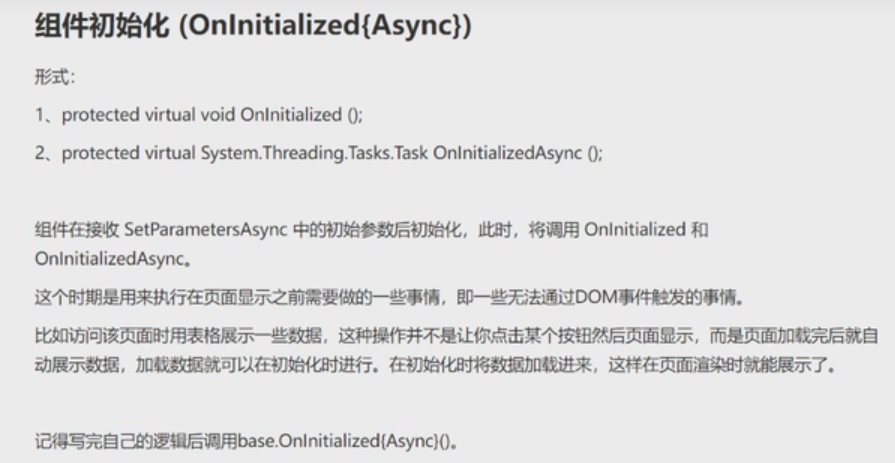 组件初始化 (OnInitialized{Async})
形式：
1、protected virtual void OnInitialized ();
2、protected virtual System.Threading.Tasks.Task OnInitializedAsync ();
组件在接收 SetParametersAsync 中的初始参数后初始化，此时，将调用 OnInitialized 和
OnInitializedAsync。
这个时期是用来执行在页面显示之前需要做的一些事情，即一些无法通过DOM事件触发的事情。
比如访问该页面时用表格展示一些数据，这种操作并不是让你点击某个按钮然后页面显示，而是页面加载完后就自
动展示数据，加载数据就可以在初始化时进行。在初始化时将数据加载进来，这样在页面渲染时就能展示了。
记得写完自己的逻辑后调用base.OnInitialized{Async}()。